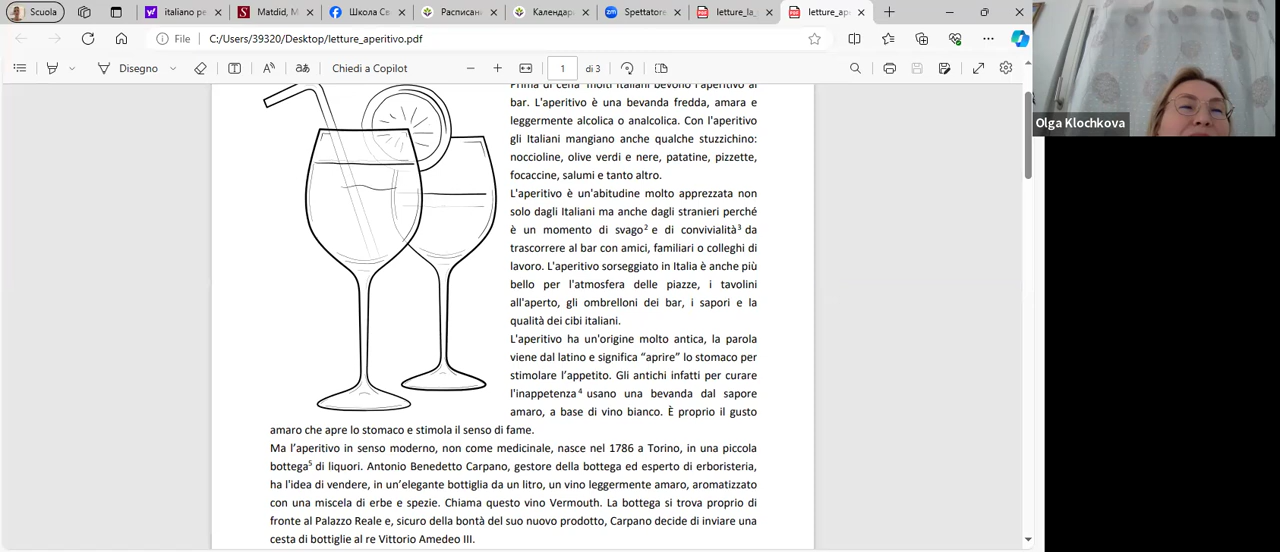 Scuola
italiano pe
Matdid, M
Школа Св
Расписан
Календар
Spettatore
letture_la_
letture_ape
File
C:/Users/39320/Desktop/letture_aperitivo.pdf
Disegno
aあ
Chiedi a Copilot
1
di 3
Prima di cena molti Italiani bevono l'aperitivo al
bar. L'aperitivo è una bevanda fredda, amara e
leggermente alcolica o analcolica. Con l'aperitivo
gli Italiani mangiano anche qualche stuzzichino:
noccioline, olive verdi e nere, patatine, pizzette,
focaccine, salumi e tanto altro.
L'aperitivo è un'abitudine molto apprezzata non
solo dagli Italiani ma anche dagli stranieri perché
è un momento di svago2 e di convivialità3 da
trascorrere al bar con amici, familiari o colleghi di
lavoro. L'aperitivo sorseggiato in Italia è anche più
bello per l'atmosfera delle piazze, i tavolini
all'aperto, gli ombrelloni dei bar, i sapori e la
qualità dei cibi italiani.
L'aperitivo ha un'origine molto antica, la parola
viene dal latino e significa "aprire" lo stomaco per
stimolare l'appetito. Gli antichi infatti per curare
l'inappetenza4 usano una bevanda dal sapore
amaro, a base di vino bianco. È proprio il gusto
amaro che apre lo stomaco e stimola il senso di fame.
Ma l'aperitivo in senso moderno, non come medicinale, nasce nel 1786 a Torino, in una piccola
bottega5 di liquori. Antonio Benedetto Carpano, gestore della bottega ed esperto di erboristeria,
ha l'idea di vendere, in un'elegante bottiglia da un litro, un vino leggermente amaro, aromatizzato
con una miscela di erbe e spezie. Chiama questo vino Vermouth. La bottega si trova proprio di
fronte al Palazzo Reale e, sicuro della bontà del suo nuovo prodotto, Carpano decide di inviare una
cesta di bottiglie al re Vittorio Amedeo III.
Olga Klochkova